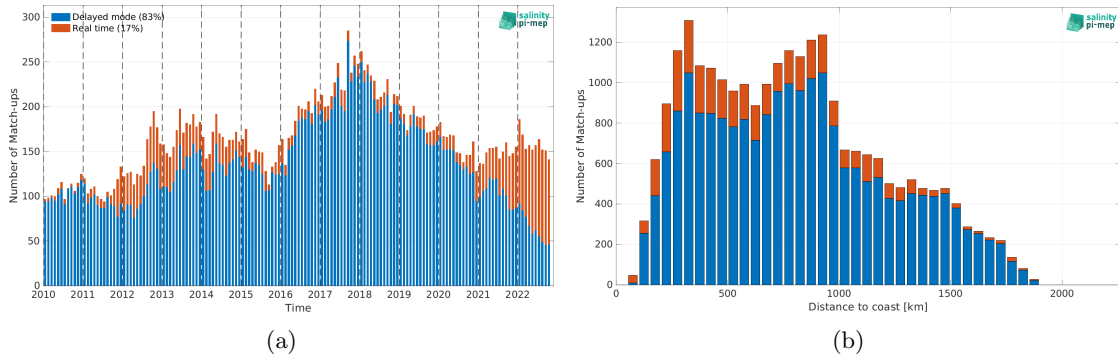 300
250
200
150
100
50
0
Number of Match-ups
Delayed mode (83%)
Real time (17%)
salinity
pi-mep
2010 2011 2012 2013 2014 2015 2016 2017 2018 2019 2020 2021 2022
Time
(a)
1200
1000
800
600
400
200
0
Number of Match-ups
salinity
pi-mep
0 500 1000 1500 2000
Distance to coast [km]
(b)